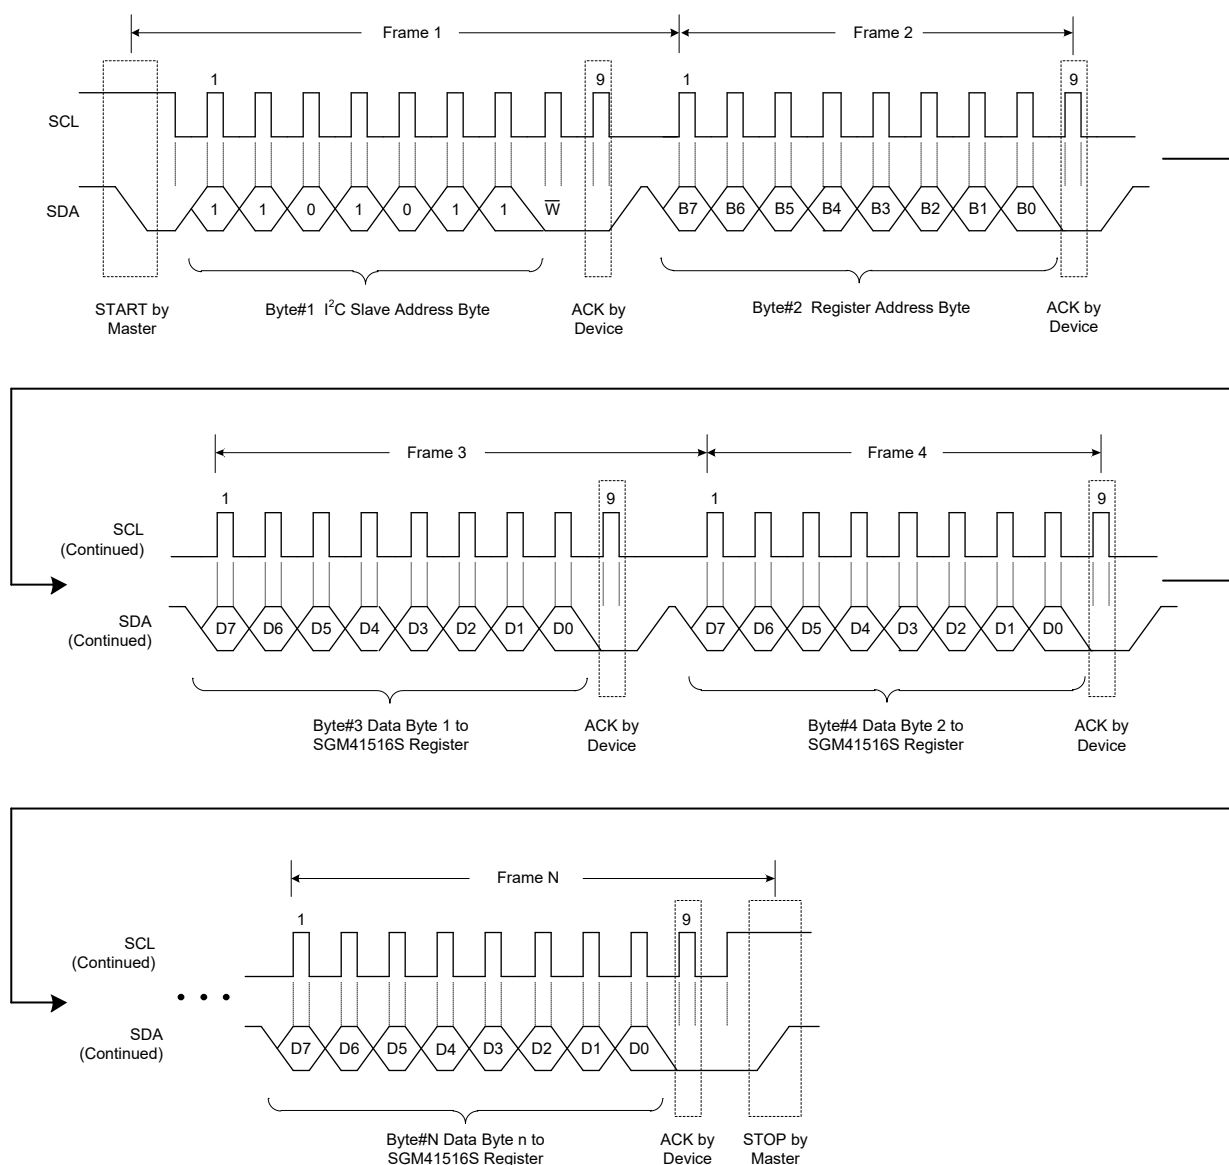 Frame 1 Frame 2
1 9 1 9
SCL
SDA 1 1 0 1 0 1 1 W̅ B7 B6 B5 B4 B3 B2 B1 B0
START by
Master
Byte#1 I²C Slave Address Byte
ACK by
Device
Byte#2 Register Address Byte
ACK by
Device
Frame 3 Frame 4
1 9 1 9
SCL
(Continued)
SDA
(Continued)
D7 D6 D5 D4 D3 D2 D1 D0 D7 D6 D5 D4 D3 D2 D1 D0
Byte#3 Data Byte 1 to
SGM41516S Register
ACK by
Device
Byte#4 Data Byte 2 to
SGM41516S Register
ACK by
Device
Frame N
1 9
SCL
(Continued)
• • •
SDA
(Continued)
D7 D6 D5 D4 D3 D2 D1 D0
Byte#N Data Byte n to
SGM41516S Register
ACK by
Device
STOP by
Master